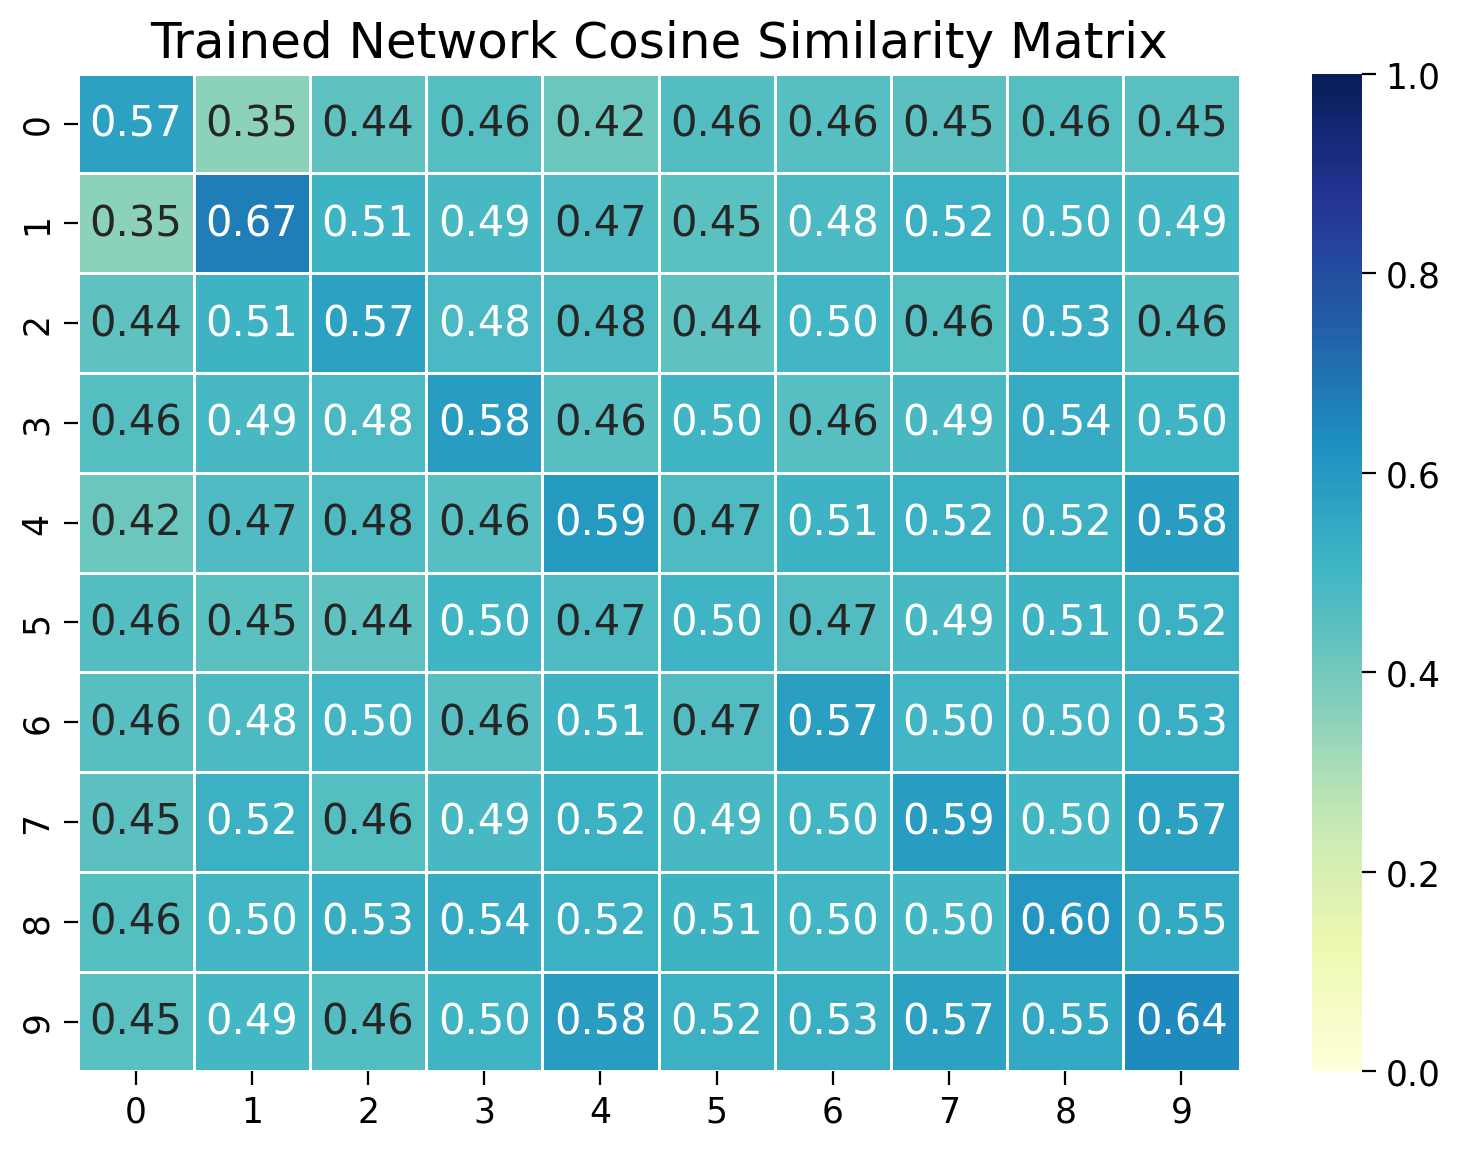 Trained Network Cosine Similarity Matrix
0 0.57 0.35 0.44 0.46 0.42 0.46 0.46 0.45 0.46 0.45
1 0.35 0.67 0.51 0.49 0.47 0.45 0.48 0.52 0.50 0.49
2 0.44 0.51 0.57 0.48 0.48 0.44 0.50 0.46 0.53 0.46
3 0.46 0.49 0.48 0.58 0.46 0.50 0.46 0.49 0.54 0.50
4 0.42 0.47 0.48 0.46 0.59 0.47 0.51 0.52 0.52 0.58
5 0.46 0.45 0.44 0.50 0.47 0.50 0.47 0.49 0.51 0.52
6 0.46 0.48 0.50 0.46 0.51 0.47 0.57 0.50 0.50 0.53
7 0.45 0.52 0.46 0.49 0.52 0.49 0.50 0.59 0.50 0.57
8 0.46 0.50 0.53 0.54 0.52 0.51 0.50 0.50 0.60 0.55
9 0.45 0.49 0.46 0.50 0.58 0.52 0.53 0.57 0.55 0.64
0 1 2 3 4 5 6 7 8 9
1.0
0.8
0.6
0.4
0.2
0.0